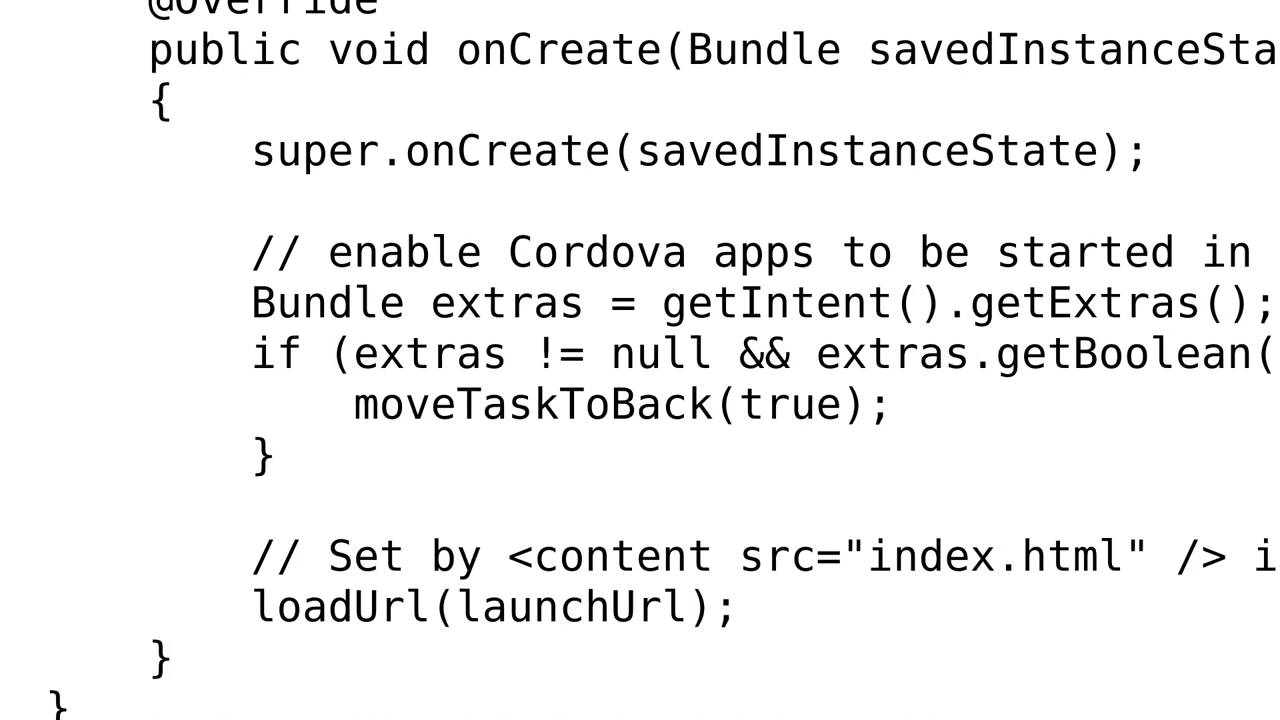 @Override
public void onCreate(Bundle savedInstanceSta
{
super.onCreate(savedInstanceState);
// enable Cordova apps to be started in
Bundle extras = getIntent().getExtras();
if (extras != null && extras.getBoolean(
moveTaskToBack(true);
}
// Set by <content src="index.html" /> i
loadUrl(launchUrl);
}
}